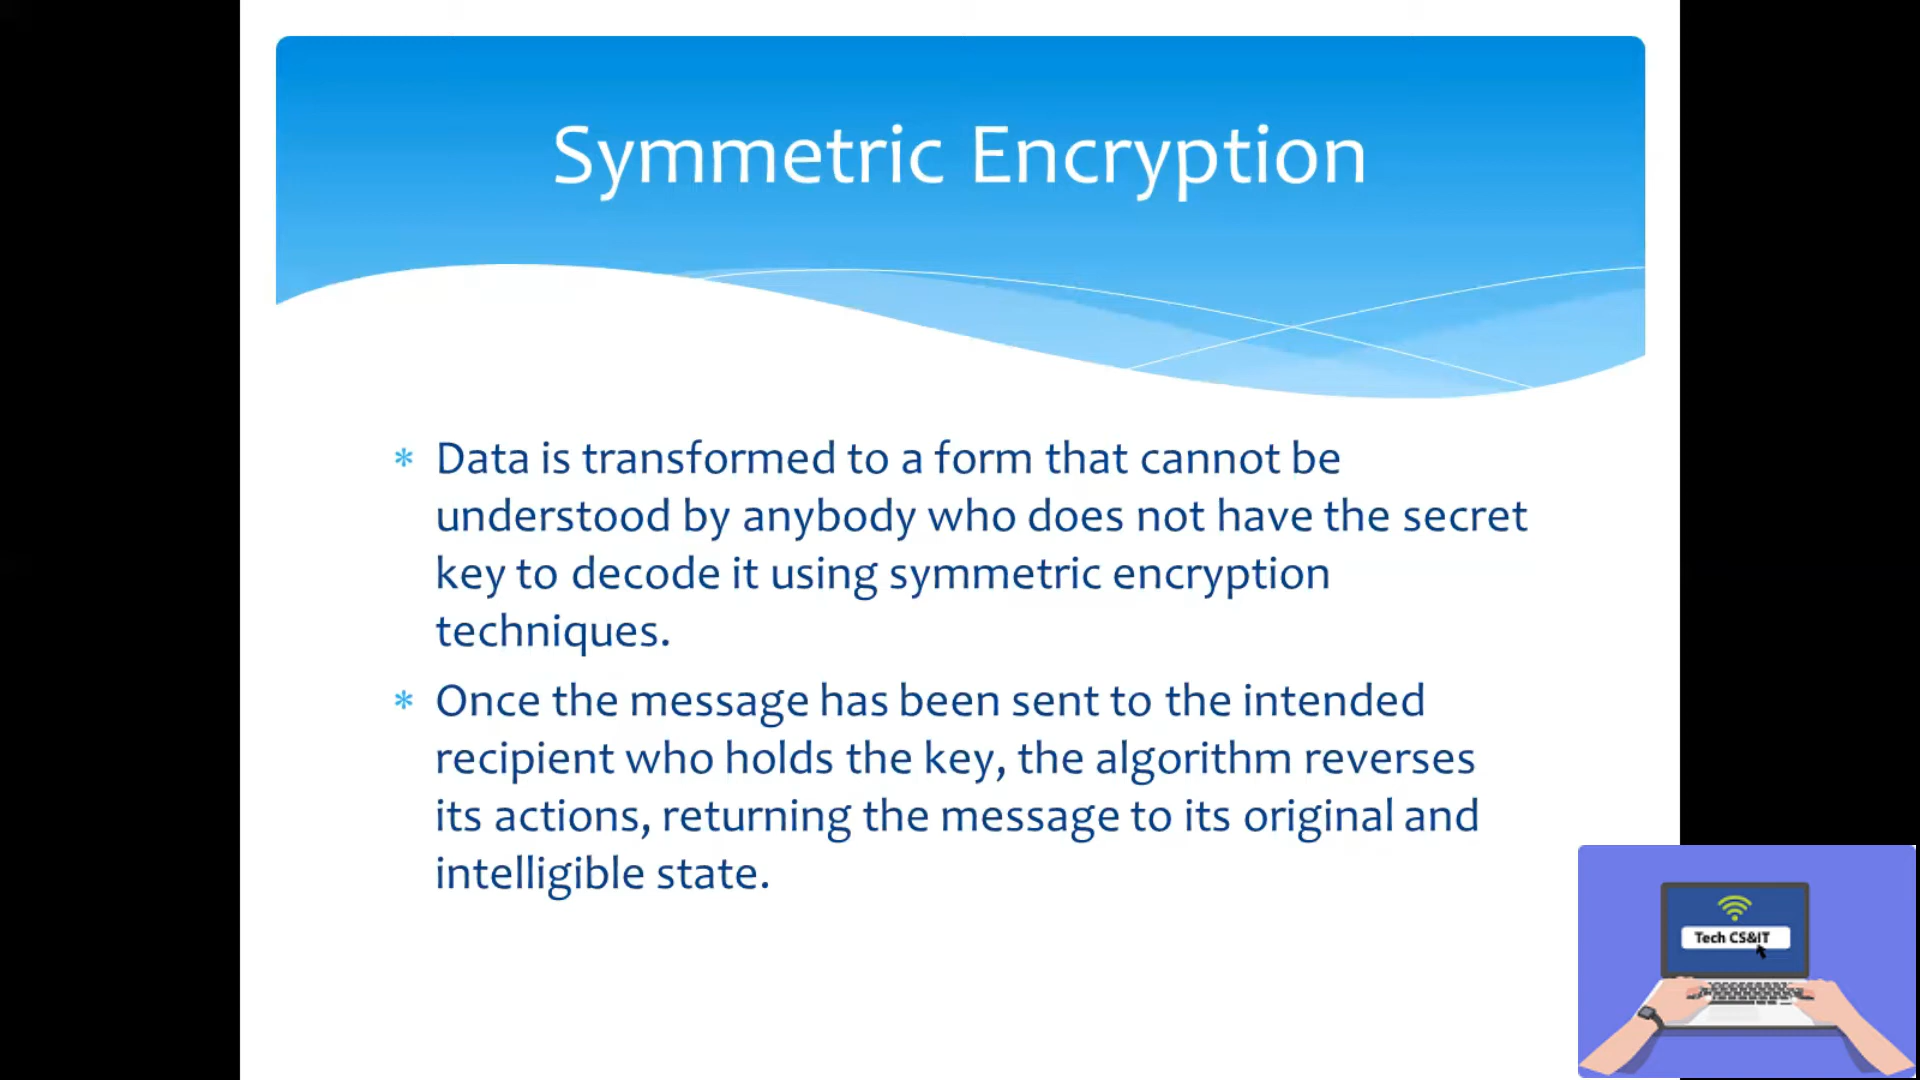 Symmetric Encryption
* Data is transformed to a form that cannot be
understood by anybody who does not have the secret
key to decode it using symmetric encryption
techniques.
* Once the message has been sent to the intended
recipient who holds the key, the algorithm reverses
its actions, returning the message to its original and
intelligible state.
Tech CS&IT